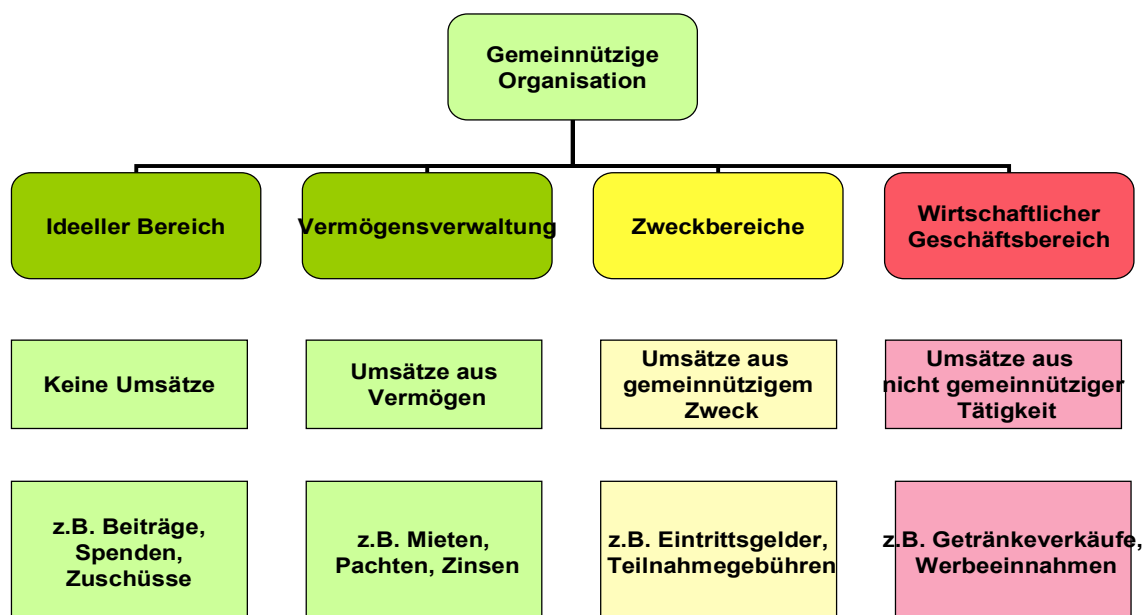 Gemeinnützige
Organisation
Ideeller Bereich
Vermögensverwaltung
Zweckbereiche
Wirtschaftlicher
Geschäftsbereich
Keine Umsätze
Umsätze aus
Vermögen
Umsätze aus
gemeinnützigem
Zweck
Umsätze aus
nicht gemeinnütziger
Tätigkeit
z.B. Beiträge,
Spenden,
Zuschüsse
z.B. Mieten,
Pachten, Zinsen
z.B. Eintrittsgelder,
Teilnahmegebühren
z.B. Getränkeverkäufe,
Werbeeinnahmen